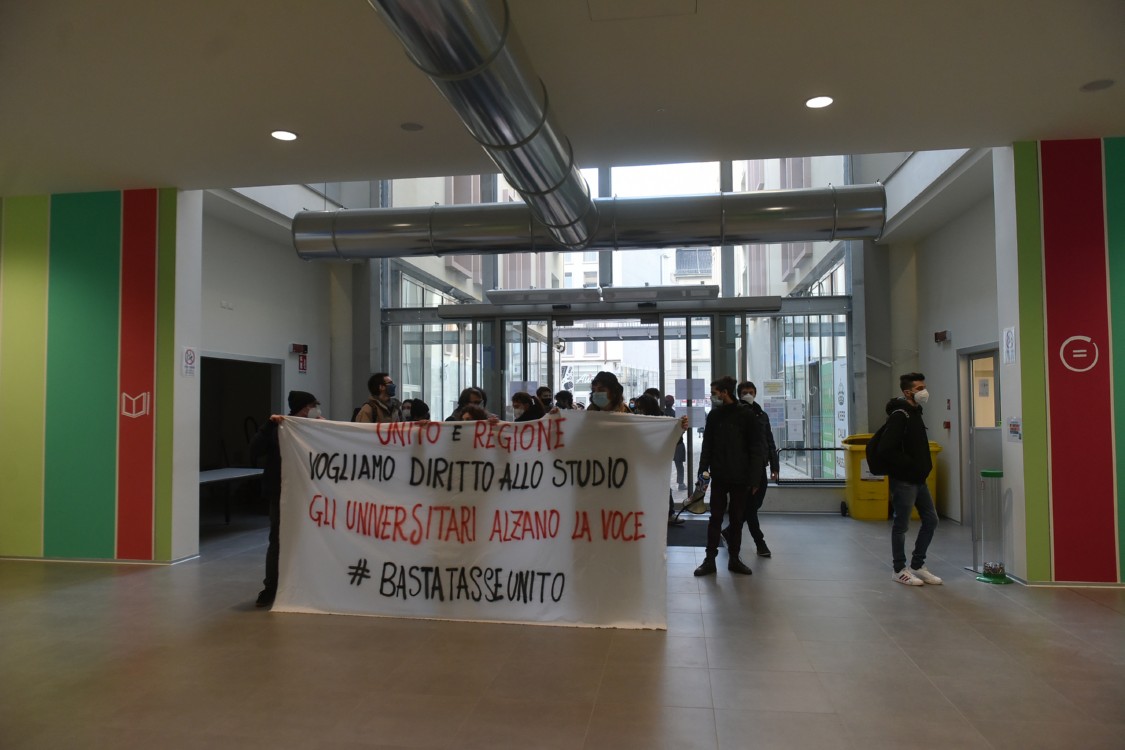 UNITO E REGIONE
VOGLIAMO DIRITTO ALLO STUDIO
GLI UNIVERSITARI ALZANO LA VOCE
# BASTATASSEUNITO